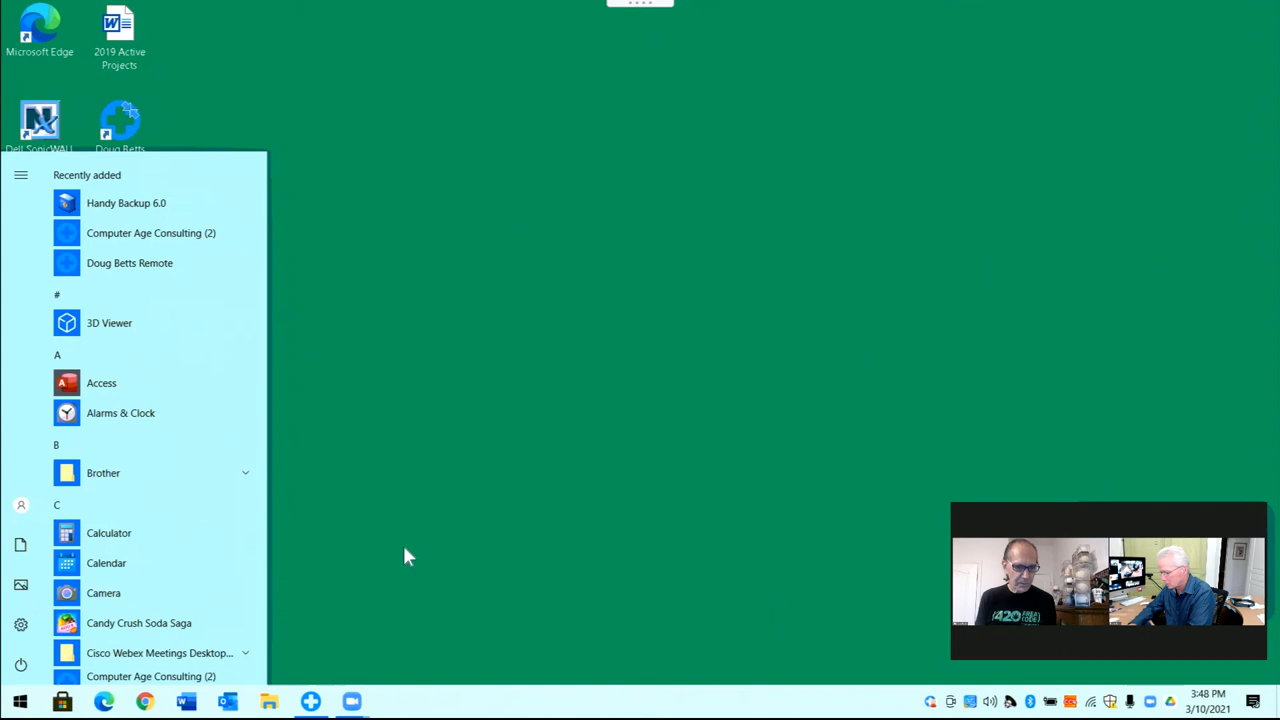 Microsoft Edge
2019 Active
Projects
Dell SonicWALL
Doug Betts
Recently added
Handy Backup 6.0
Computer Age Consulting (2)
Doug Betts Remote
#
3D Viewer
A
Access
Alarms & Clock
B
Brother
C
Calculator
Calendar
Camera
Candy Crush Soda Saga
Cisco Webex Meetings Desktop...
Computer Age Consulting (2)
3:48 PM
3/10/2021